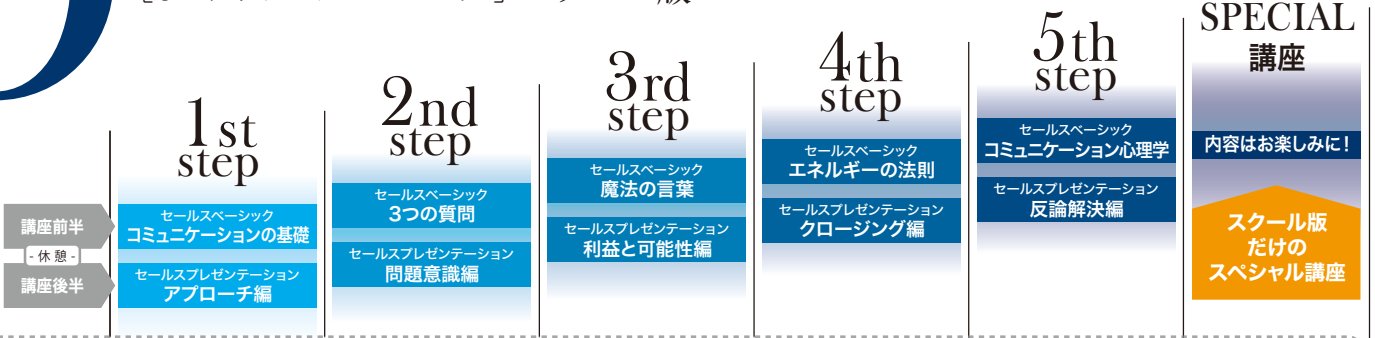 講座前半
- 休 憩 -
講座後半
1st
step
セールスベーシック
コミュニケーションの基礎
セールスプレゼンテーション
アプローチ編
2nd
step
セールスベーシック
3つの質問
セールスプレゼンテーション
問題意識編
3rd
step
セールスベーシック
魔法の言葉
セールスプレゼンテーション
利益と可能性編
4th
step
セールスベーシック
エネルギーの法則
セールスプレゼンテーション
クロージング編
5th
step
セールスベーシック
コミュニケーション心理学
セールスプレゼンテーション
反論解決編
SPECIAL
講座
内容はお楽しみに!
スクール版
だけの
スペシャル講座